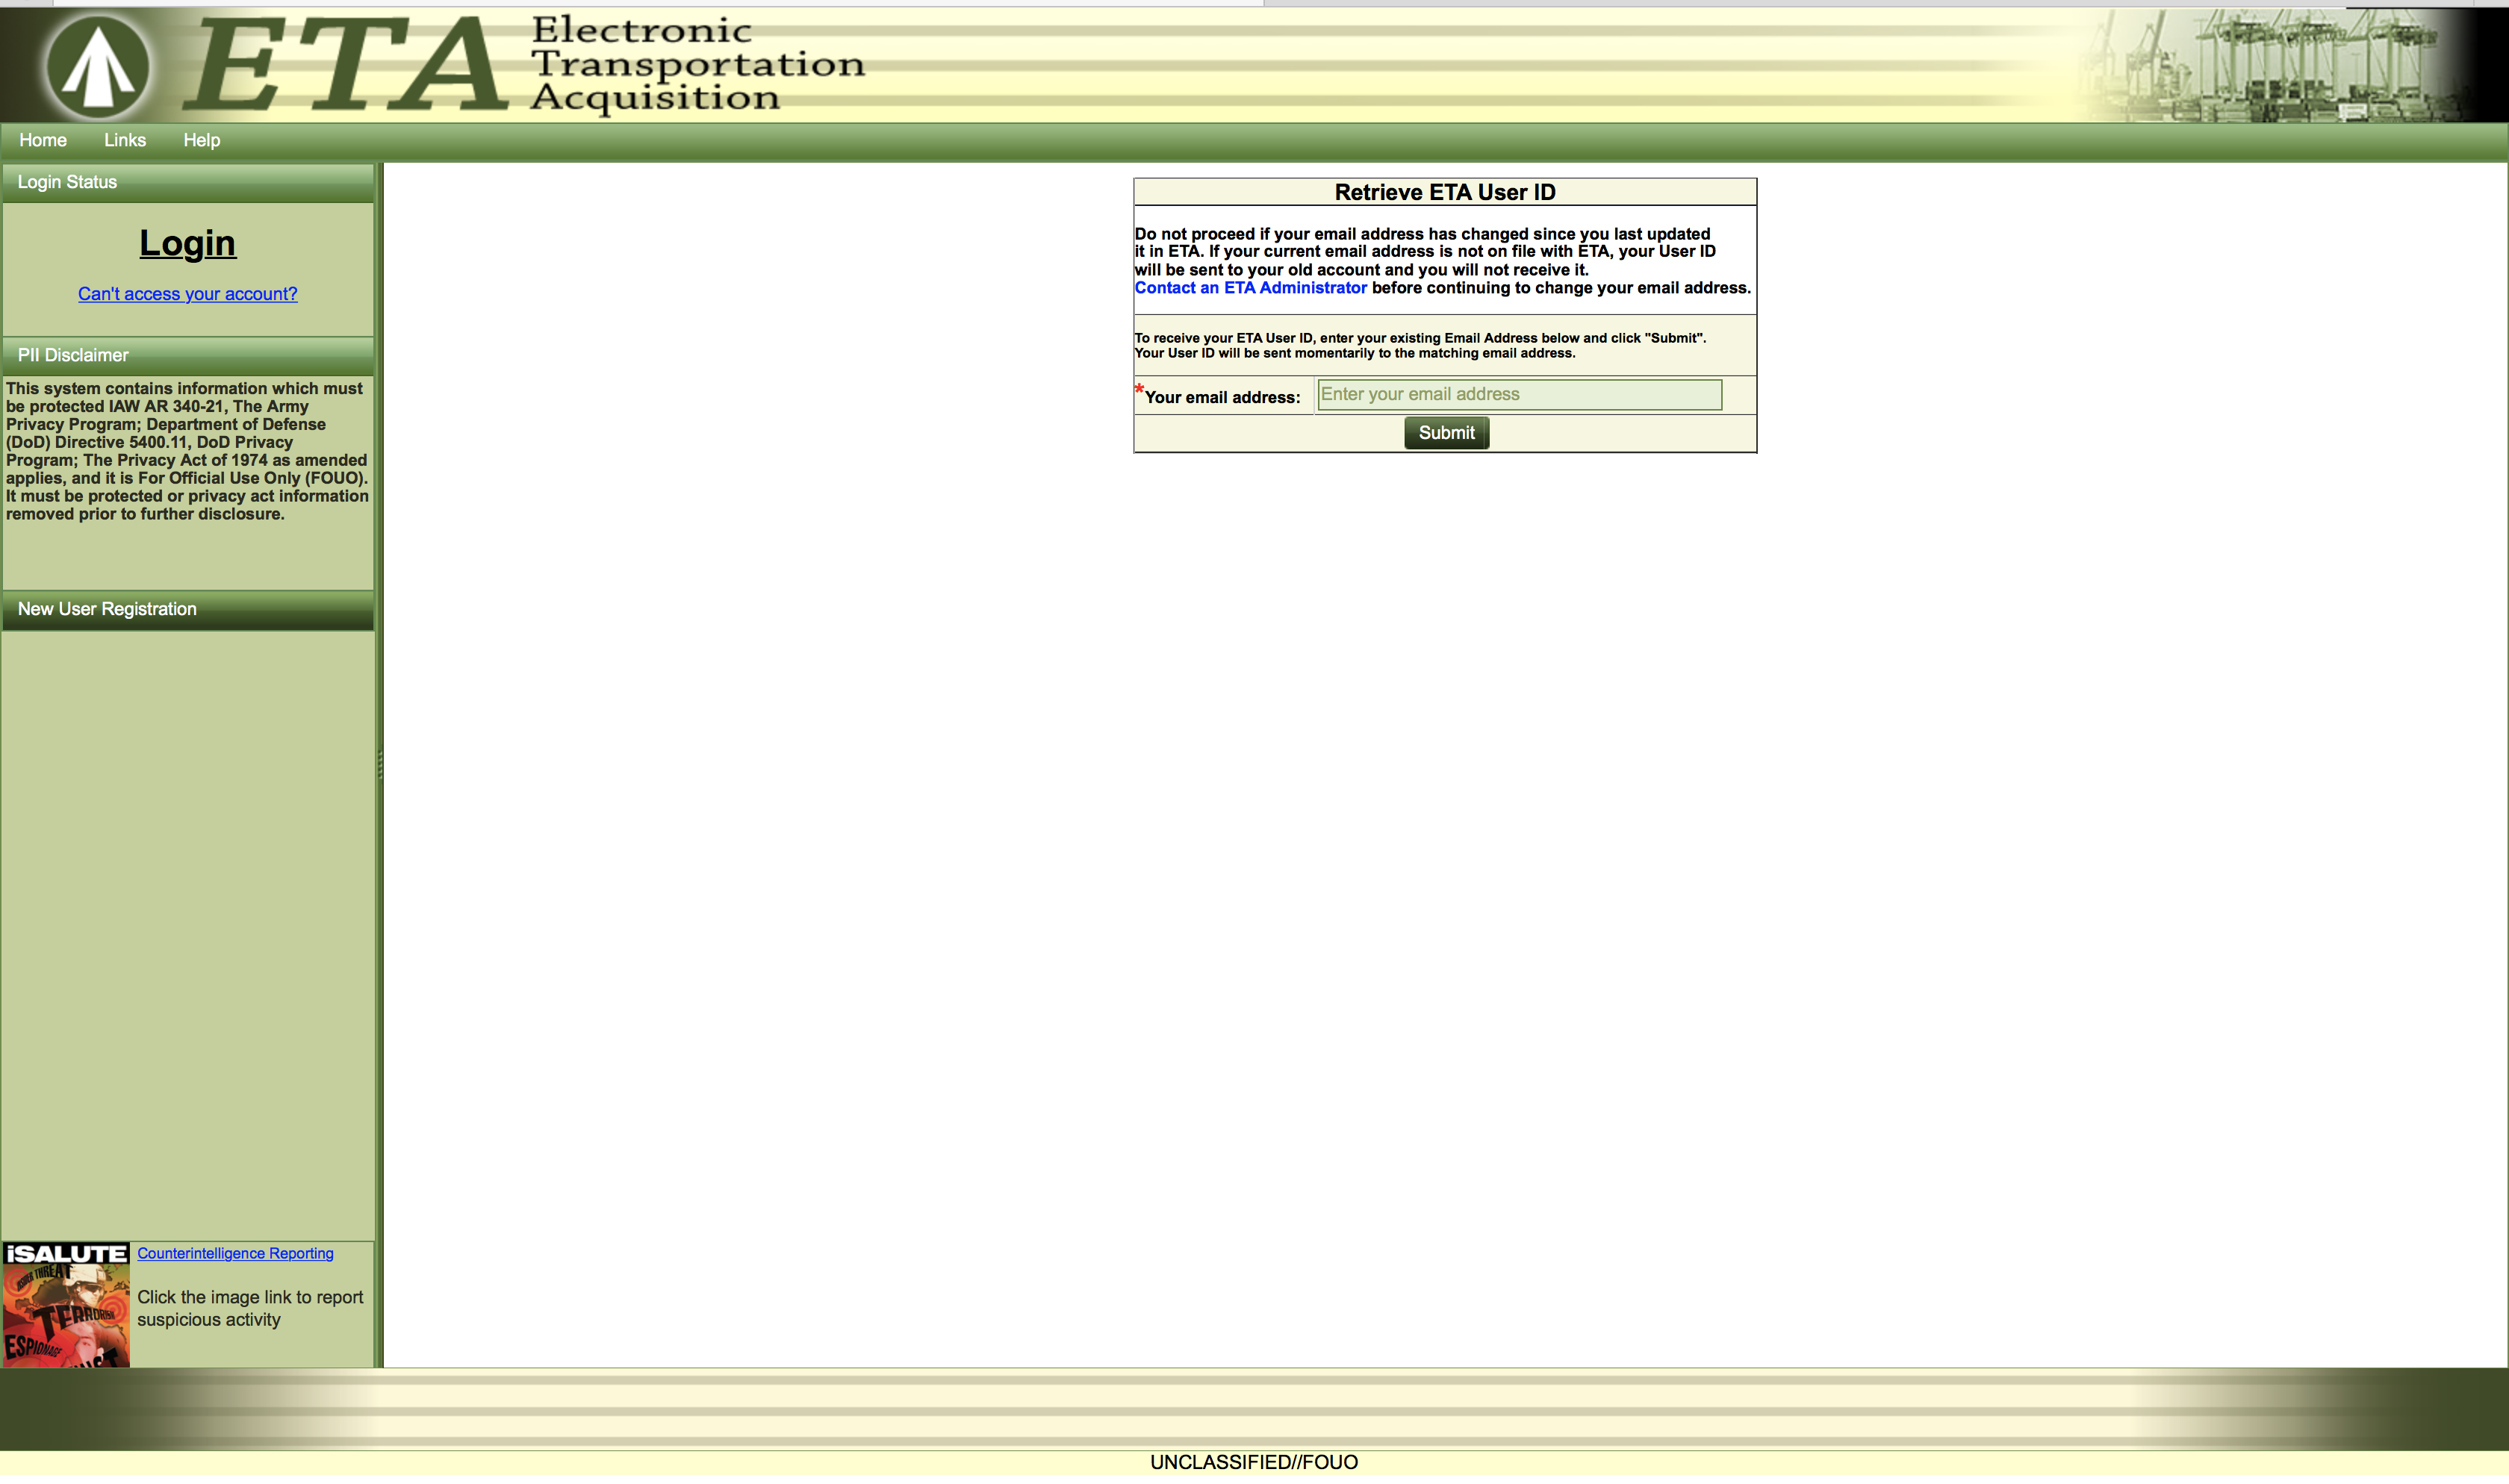 ETA
Electronic
Transportation
Acquisition
Home Links Help
Login Status
Login
Can't access your account?
PII Disclaimer
This system contains information which must
be protected IAW AR 340-21, The Army
Privacy Program; Department of Defense
(DoD) Directive 5400.11, DoD Privacy
Program; The Privacy Act of 1974 as amended
applies, and it is For Official Use Only (FOUO).
It must be protected or privacy act information
removed prior to further disclosure.
New User Registration
iSALUTE
INSIDER THREAT
TERRORISM
ESPIONAGE
Counterintelligence Reporting
Click the image link to report
suspicious activity
Retrieve ETA User ID
Do not proceed if your email address has changed since you last updated
it in ETA. If your current email address is not on file with ETA, your User ID
will be sent to your old account and you will not receive it.
Contact an ETA Administrator before continuing to change your email address.
To receive your ETA User ID, enter your existing Email Address below and click "Submit".
Your User ID will be sent momentarily to the matching email address.
*Your email address: Enter your email address
Submit
UNCLASSIFIED//FOUO